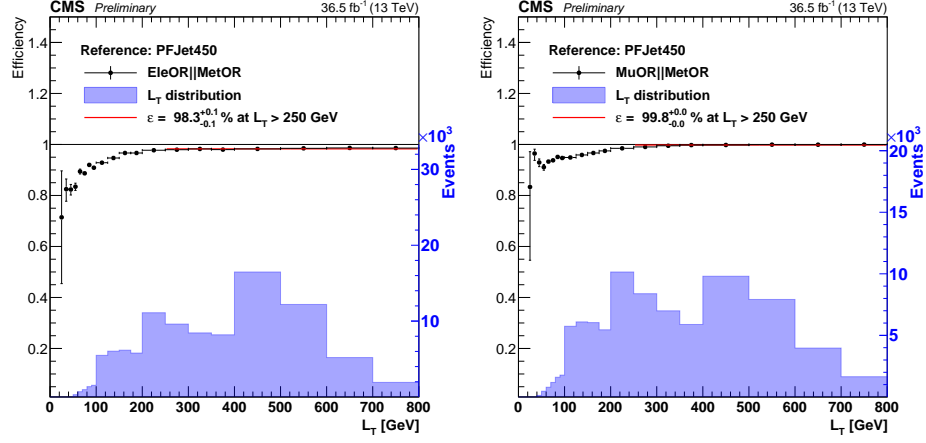 CMS Preliminary 36.5 fb⁻¹ (13 TeV)
Efficiency
1.4
1.2
1
0.8
0.6
0.4
0.2
Reference: PFJet450
EleOR||MetOR
L_T distribution
ε = 98.3 +0.1 -0.1 % at L_T > 250 GeV
×10³
Events
30
20
10
0 100 200 300 400 500 600 700 800
L_T [GeV]
CMS Preliminary 36.5 fb⁻¹ (13 TeV)
Efficiency
1.4
1.2
1
0.8
0.6
0.4
0.2
Reference: PFJet450
MuOR||MetOR
L_T distribution
ε = 99.8 +0.0 -0.0 % at L_T > 250 GeV
×10³
Events
20
15
10
5
0 100 200 300 400 500 600 700 800
L_T [GeV]